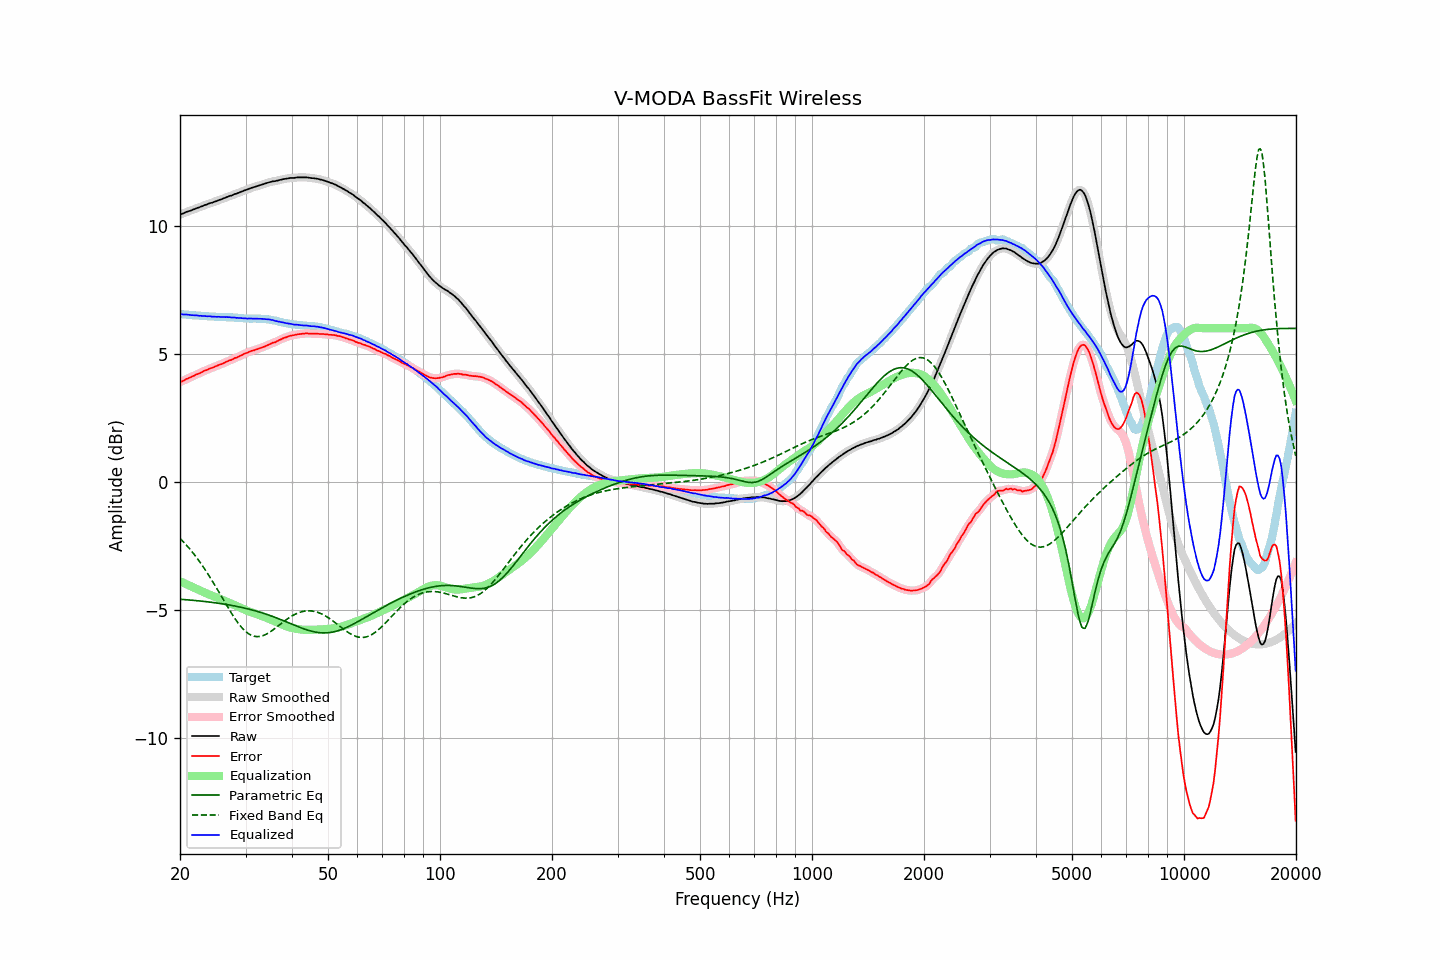 V-MODA BassFit Wireless
Amplitude (dBr)
10
5
0
−5
−10
Target
Raw Smoothed
Error Smoothed
Raw
Error
Equalization
Parametric Eq
Fixed Band Eq
Equalized
20 50 100 200 500 1000 2000 5000 10000 20000
Frequency (Hz)